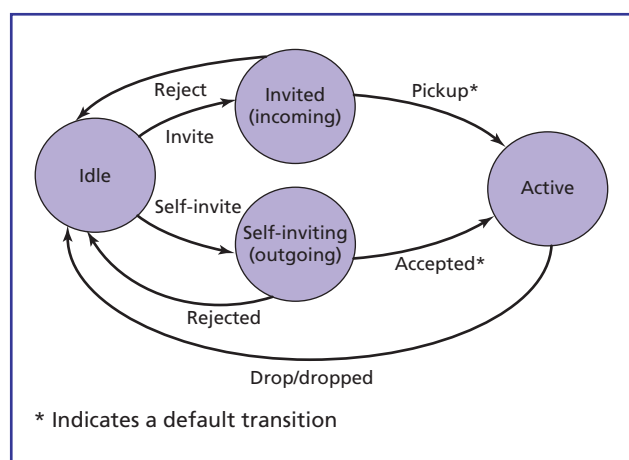 Reject
Invited
(incoming)
Pickup*
Invite
Idle
Active
Self-invite
Self-inviting
(outgoing)
Accepted*
Rejected
Drop/dropped
* Indicates a default transition